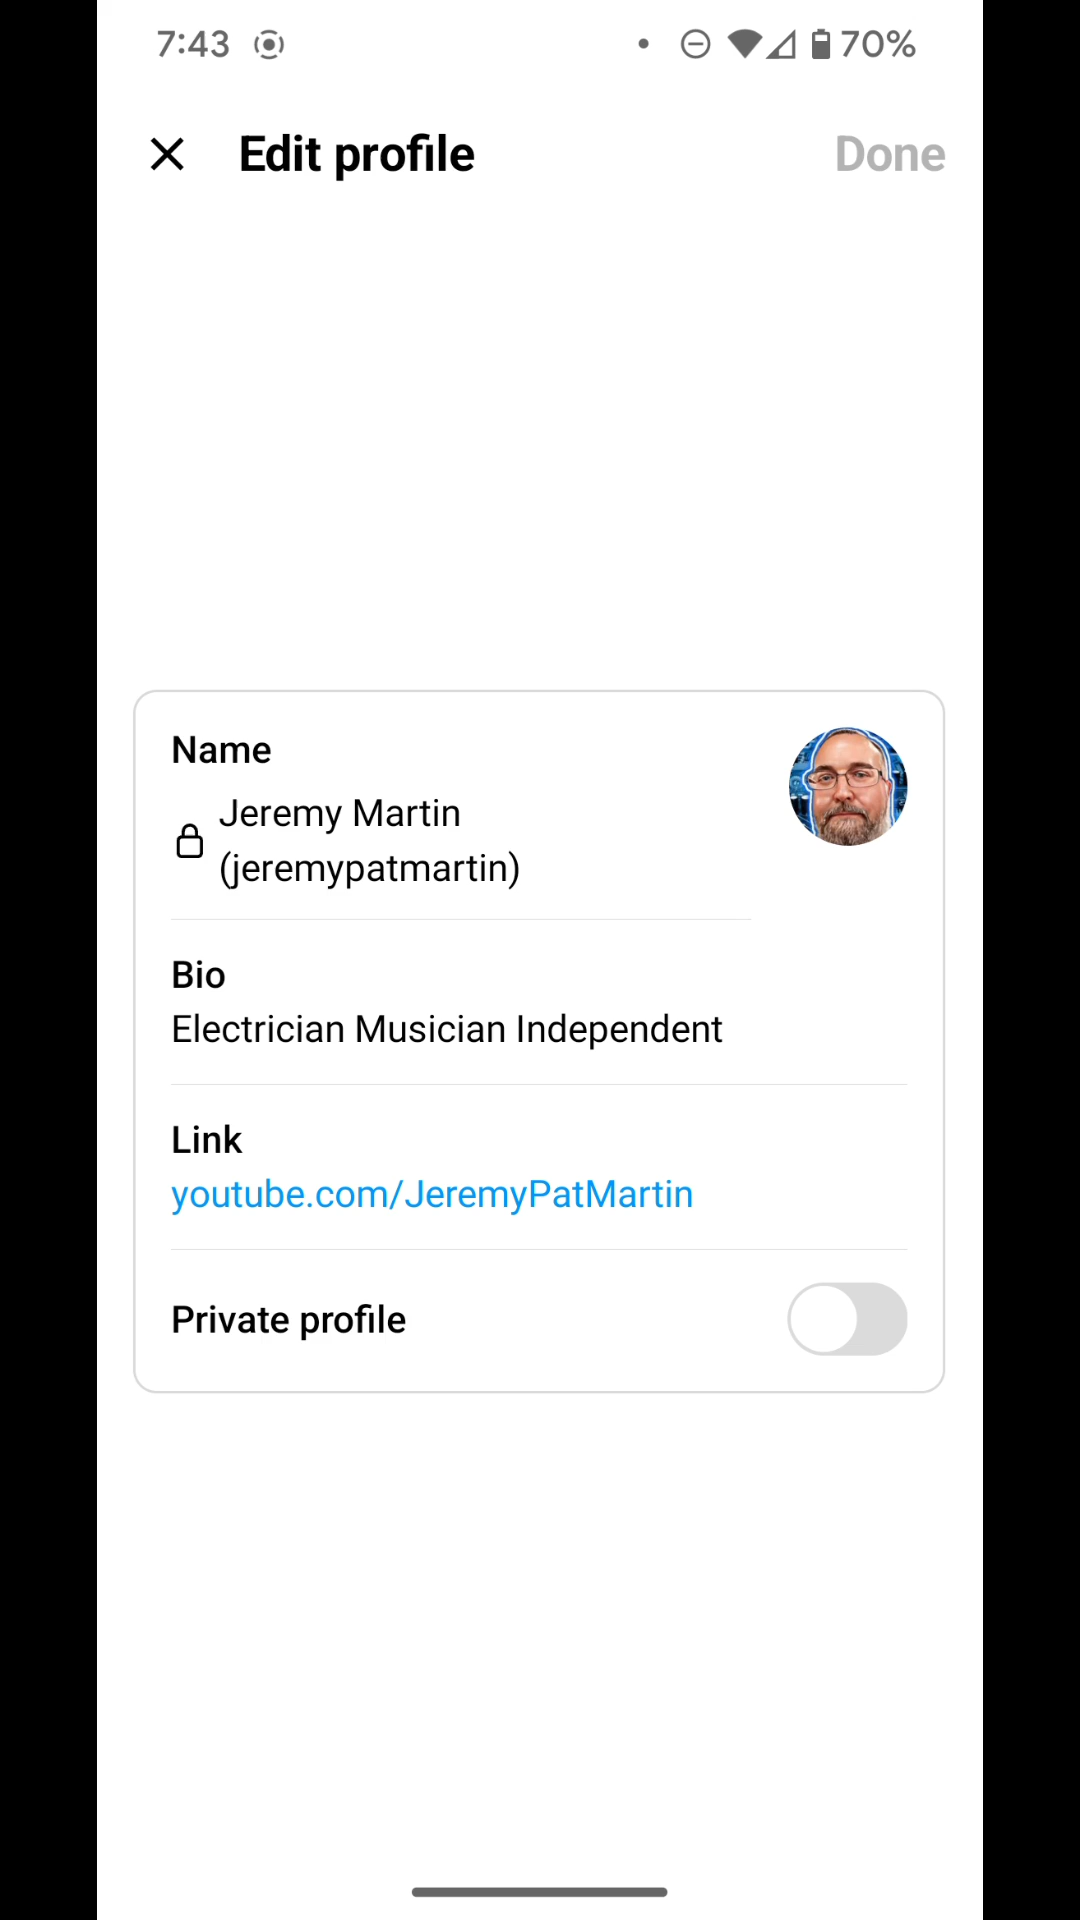 7:43
70%
Edit profile
Done
Name
Jeremy Martin
(jeremypatmartin)
Bio
Electrician Musician Independent
Link
youtube.com/JeremyPatMartin
Private profile